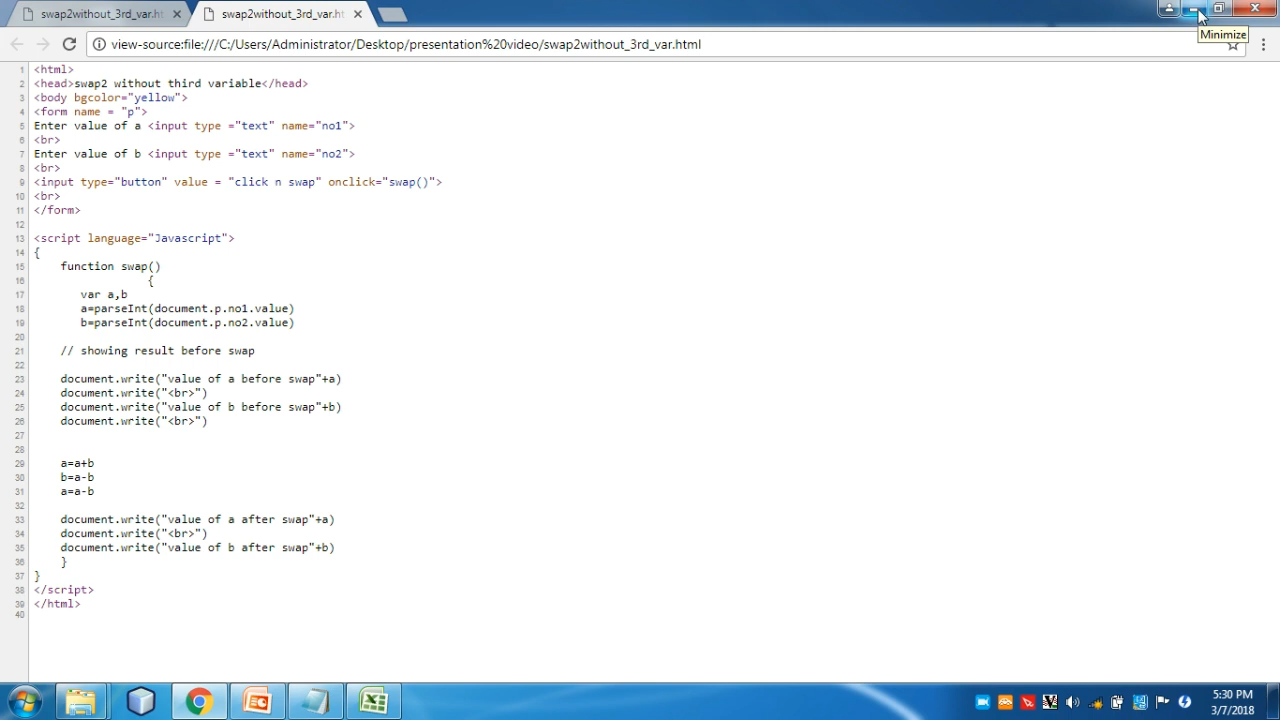 swap2without_3rd_var.ht
swap2without_3rd_var.ht
Minimize
view-source:file:///C:/Users/Administrator/Desktop/presentation%20video/swap2without_3rd_var.html
1 <html>
2 <head>swap2 without third variable</head>
3 <body bgcolor="yellow">
4 <form name = "p">
5 Enter value of a <input type ="text" name="no1">
6 <br>
7 Enter value of b <input type ="text" name="no2">
8 <br>
9 <input type="button" value = "click n swap" onclick="swap()">
10 <br>
11 </form>
12
13 <script language="Javascript">
14 {
15 function swap()
16 {
17 var a,b
18 a=parseInt(document.p.no1.value)
19 b=parseInt(document.p.no2.value)
20
21 // showing result before swap
22
23 document.write("value of a before swap"+a)
24 document.write("<br>")
25 document.write("value of b before swap"+b)
26 document.write("<br>")
27
28
29 a=a+b
30 b=a-b
31 a=a-b
32
33 document.write("value of a after swap"+a)
34 document.write("<br>")
35 document.write("value of b after swap"+b)
36 }
37 }
38 </script>
39 </html>
40
5:30 PM
3/7/2018